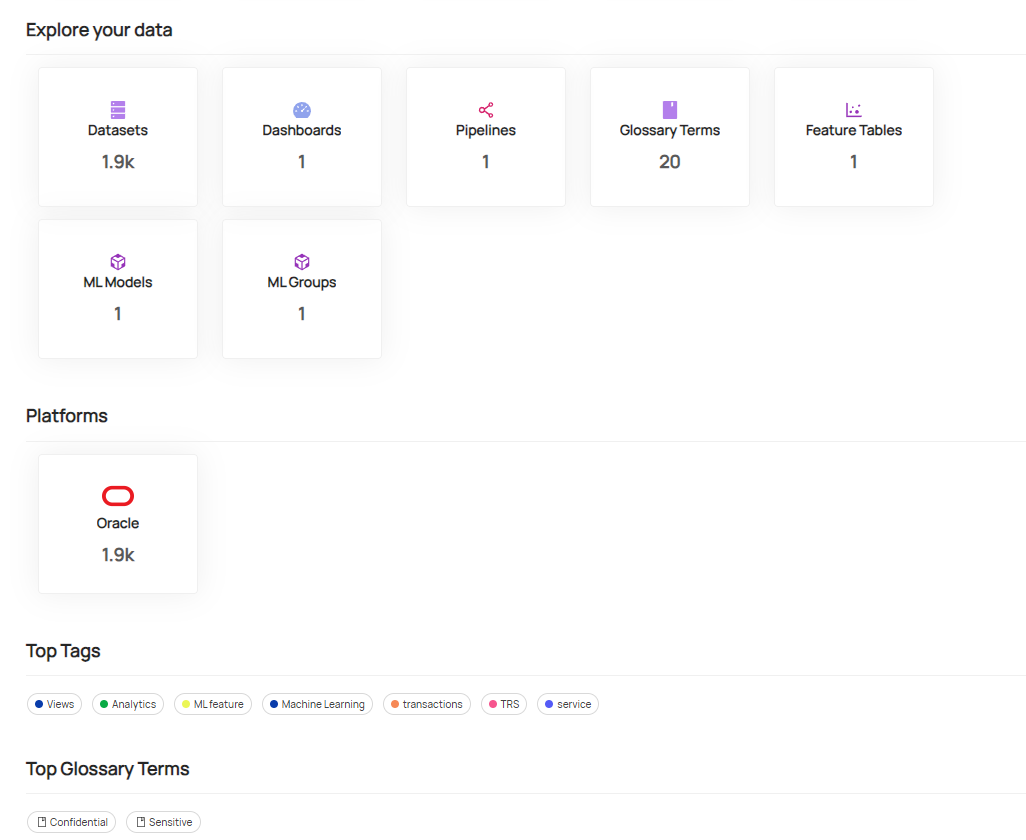 Explore your data
Datasets
1.9k
Dashboards
1
Pipelines
1
Glossary Terms
20
Feature Tables
1
ML Models
1
ML Groups
1
Platforms
Oracle
1.9k
Top Tags
Views
Analytics
ML feature
Machine Learning
transactions
TRS
service
Top Glossary Terms
Confidential
Sensitive